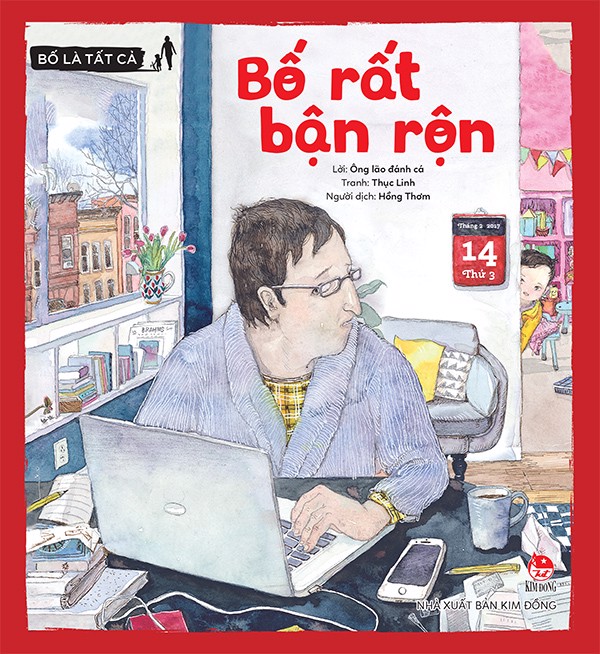 BỐ LÀ TẤT CẢ
Bố rất
bận rộn
Lời: Ông lão đánh cá
Tranh: Thục Linh
Người dịch: Hồng Thơm
Tháng 2 2017
14
Thứ 3
BRAHMS
KIM ĐỒNG
NHÀ XUẤT BẢN KIM ĐỒNG